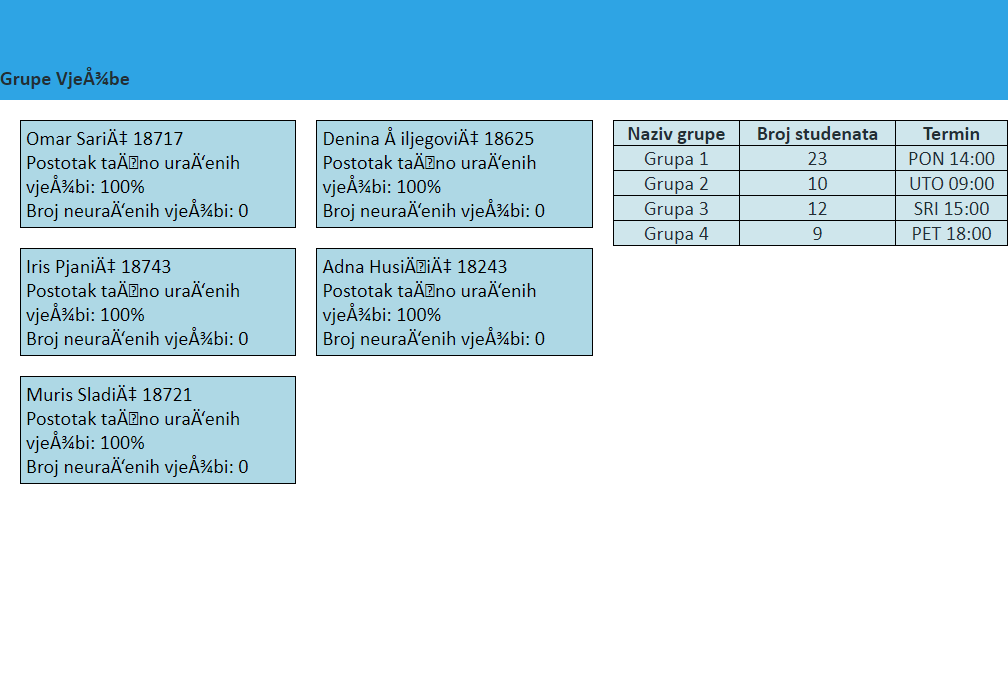 Grupe VjeÅ¾be
Omar SariÄ‡ 18717
Postotak taÄno uraÄ‘enih
vjeÅ¾bi: 100%
Broj neuraÄ‘enih vjeÅ¾bi: 0
Denina Å iljegoviÄ‡ 18625
Postotak taÄno uraÄ‘enih
vjeÅ¾bi: 100%
Broj neuraÄ‘enih vjeÅ¾bi: 0
Iris PjaniÄ‡ 18743
Postotak taÄno uraÄ‘enih
vjeÅ¾bi: 100%
Broj neuraÄ‘enih vjeÅ¾bi: 0
Adna HusiÄiÄ‡ 18243
Postotak taÄno uraÄ‘enih
vjeÅ¾bi: 100%
Broj neuraÄ‘enih vjeÅ¾bi: 0
Muris SladiÄ‡ 18721
Postotak taÄno uraÄ‘enih
vjeÅ¾bi: 100%
Broj neuraÄ‘enih vjeÅ¾bi: 0
Naziv grupe Broj studenata Termin
Grupa 1 23 PON 14:00
Grupa 2 10 UTO 09:00
Grupa 3 12 SRI 15:00
Grupa 4 9 PET 18:00